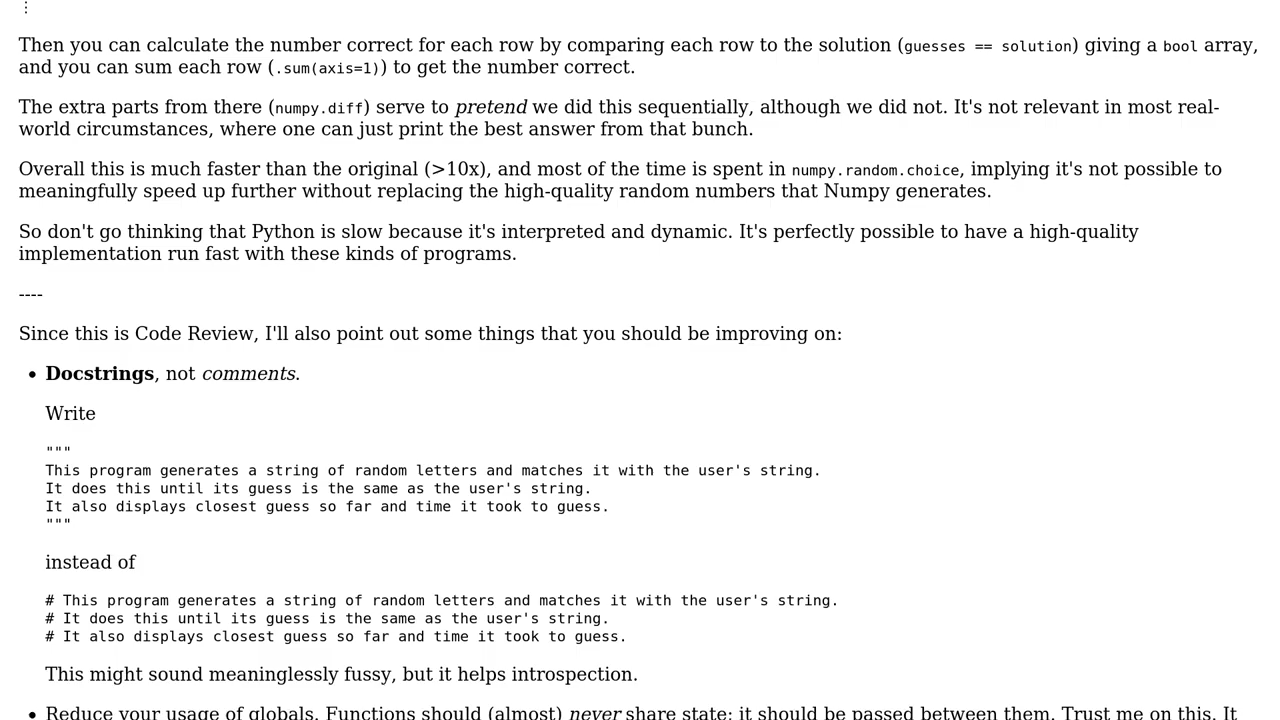 ⋮
Then you can calculate the number correct for each row by comparing each row to the solution (guesses == solution) giving a bool array,
and you can sum each row (.sum(axis=1)) to get the number correct.
The extra parts from there (numpy.diff) serve to pretend we did this sequentially, although we did not. It's not relevant in most real-
world circumstances, where one can just print the best answer from that bunch.
Overall this is much faster than the original (>10x), and most of the time is spent in numpy.random.choice, implying it's not possible to
meaningfully speed up further without replacing the high-quality random numbers that Numpy generates.
So don't go thinking that Python is slow because it's interpreted and dynamic. It's perfectly possible to have a high-quality
implementation run fast with these kinds of programs.
----
Since this is Code Review, I'll also point out some things that you should be improving on:
• Docstrings, not comments.
Write
"""
This program generates a string of random letters and matches it with the user's string.
It does this until its guess is the same as the user's string.
It also displays closest guess so far and time it took to guess.
"""
instead of
# This program generates a string of random letters and matches it with the user's string.
# It does this until its guess is the same as the user's string.
# It also displays closest guess so far and time it took to guess.
This might sound meaninglessly fussy, but it helps introspection.
• Reduce your usage of globals. Functions should (almost) never share state; it should be passed between them. Trust me on this. It